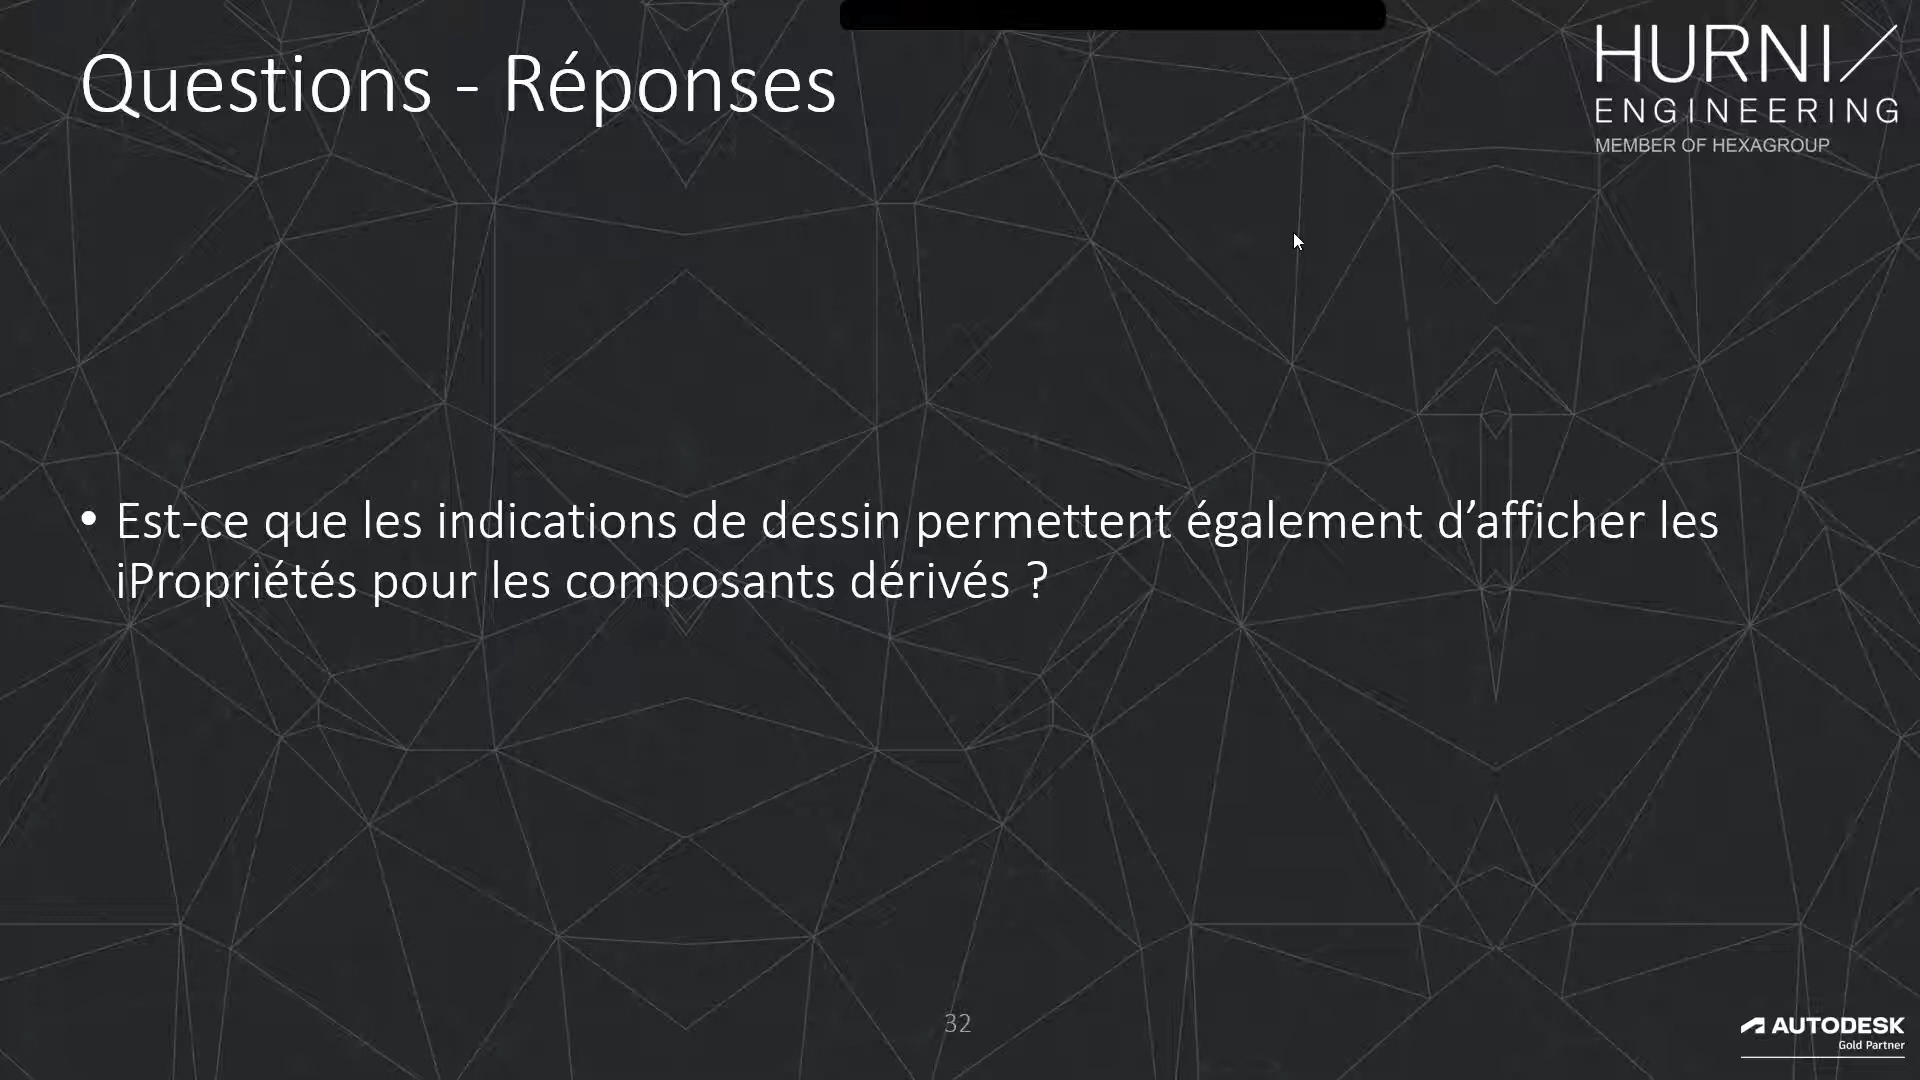 Questions - Réponses
HURNI
ENGINEERING
MEMBER OF HEXAGROUP
• Est-ce que les indications de dessin permettent également d’afficher les
iPropriétés pour les composants dérivés ?
32
AUTODESK
Gold Partner